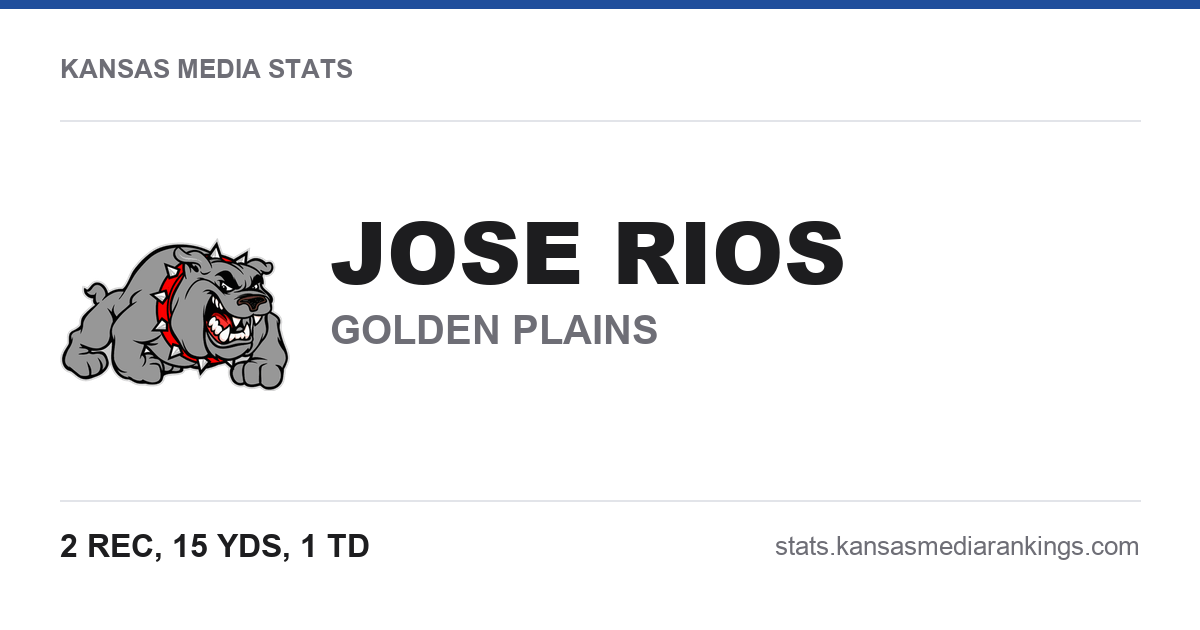 KANSAS MEDIA STATS
JOSE RIOS
GOLDEN PLAINS
2 REC, 15 YDS, 1 TD
stats.kansasmediarankings.com